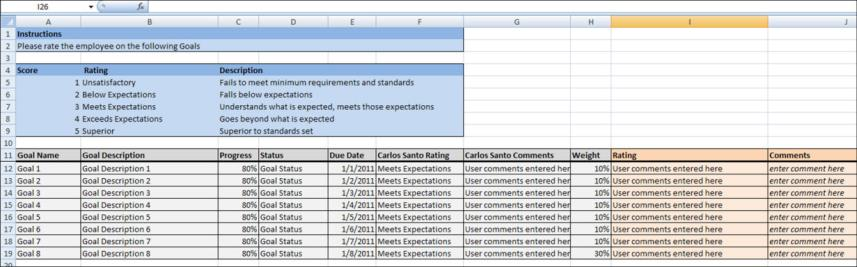 I26 fx
A B C D E F G H I J
1 Instructions
2 Please rate the employee on the following Goals
3
4 Score Rating Description
5 1 Unsatisfactory Fails to meet minimum requirements and standards
6 2 Below Expectations Falls below expectations
7 3 Meets Expectations Understands what is expected, meets those expectations
8 4 Exceeds Expectations Goes beyond what is expected
9 5 Superior Superior to standards set
10
11 Goal Name Goal Description Progress Status Due Date Carlos Santo Rating Carlos Santo Comments Weight Rating Comments
12 Goal 1 Goal Description 1 80% Goal Status 1/1/2011 Meets Expectations User comments entered her 10% User comments entered here enter comment here
13 Goal 2 Goal Description 2 80% Goal Status 1/2/2011 Meets Expectations User comments entered her 10% User comments entered here enter comment here
14 Goal 3 Goal Description 3 80% Goal Status 1/3/2011 Meets Expectations User comments entered her 10% User comments entered here enter comment here
15 Goal 4 Goal Description 4 80% Goal Status 1/4/2011 Meets Expectations User comments entered her 10% User comments entered here enter comment here
16 Goal 5 Goal Description 5 80% Goal Status 1/5/2011 Meets Expectations User comments entered her 10% User comments entered here enter comment here
17 Goal 6 Goal Description 6 80% Goal Status 1/6/2011 Meets Expectations User comments entered her 10% User comments entered here enter comment here
18 Goal 7 Goal Description 7 80% Goal Status 1/7/2011 Meets Expectations User comments entered her 10% User comments entered here enter comment here
19 Goal 8 Goal Description 8 80% Goal Status 1/8/2011 Meets Expectations User comments entered her 30% User comments entered here enter comment here